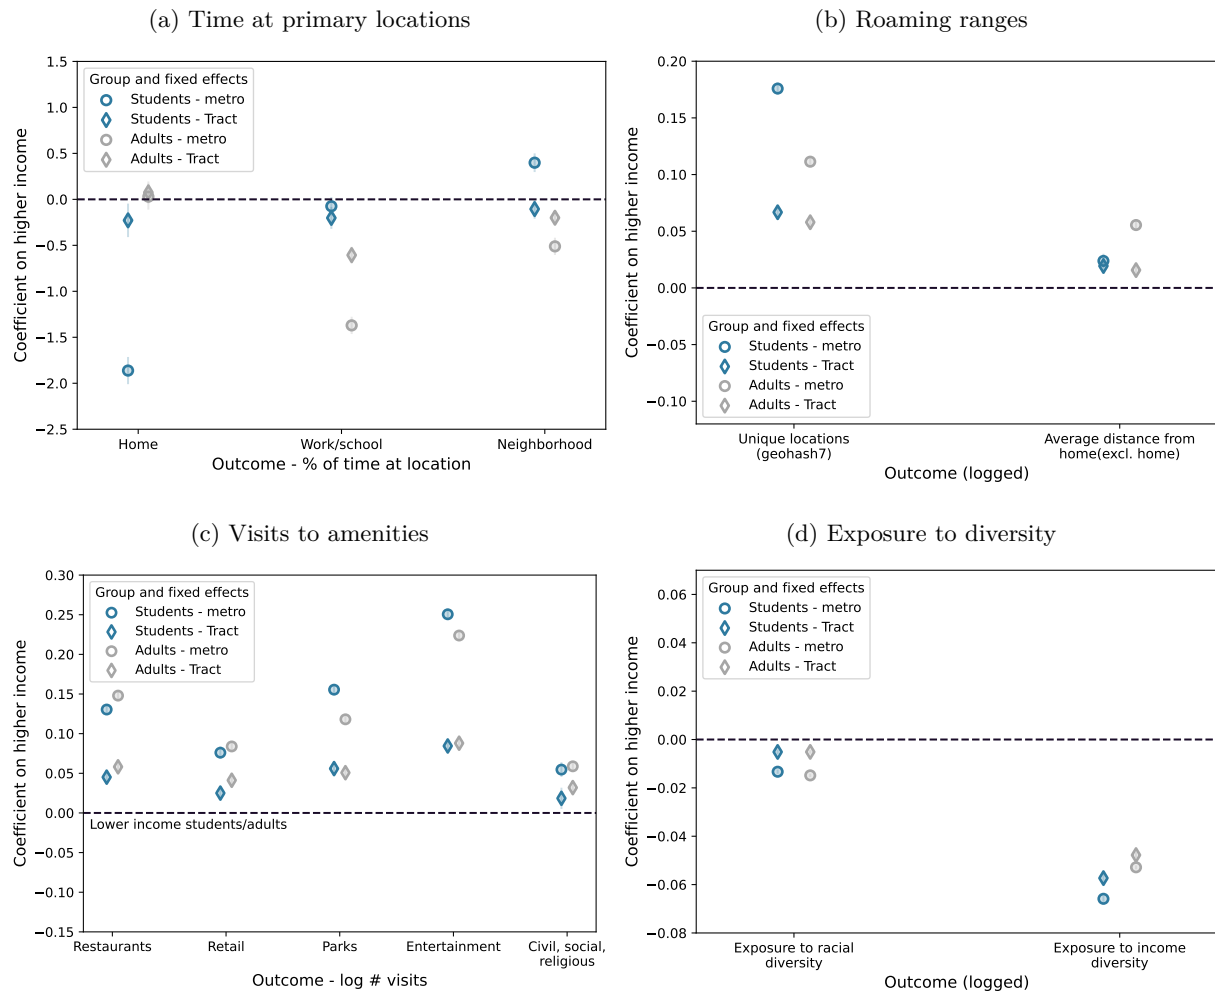 (a) Time at primary locations
1.5
1.0
0.5
0.0
−0.5
−1.0
−1.5
−2.0
−2.5
Coefficient on higher income
Group and fixed effects
Students - metro
Students - Tract
Adults - metro
Adults - Tract
Home
Work/school
Neighborhood
Outcome - % of time at location
(b) Roaming ranges
0.20
0.15
0.10
0.05
0.00
−0.05
−0.10
Coefficient on higher income
Group and fixed effects
Students - metro
Students - Tract
Adults - metro
Adults - Tract
Unique locations
(geohash7)
Average distance from
home(excl. home)
Outcome (logged)
(c) Visits to amenities
0.30
0.25
0.20
0.15
0.10
0.05
0.00
−0.05
−0.10
−0.15
Coefficient on higher income
Group and fixed effects
Students - metro
Students - Tract
Adults - metro
Adults - Tract
Lower income students/adults
Restaurants
Retail
Parks
Entertainment
Civil, social,
religious
Outcome - log # visits
(d) Exposure to diversity
0.06
0.04
0.02
0.00
−0.02
−0.04
−0.06
−0.08
Coefficient on higher income
Group and fixed effects
Students - metro
Students - Tract
Adults - metro
Adults - Tract
Exposure to racial
diversity
Exposure to income
diversity
Outcome (logged)